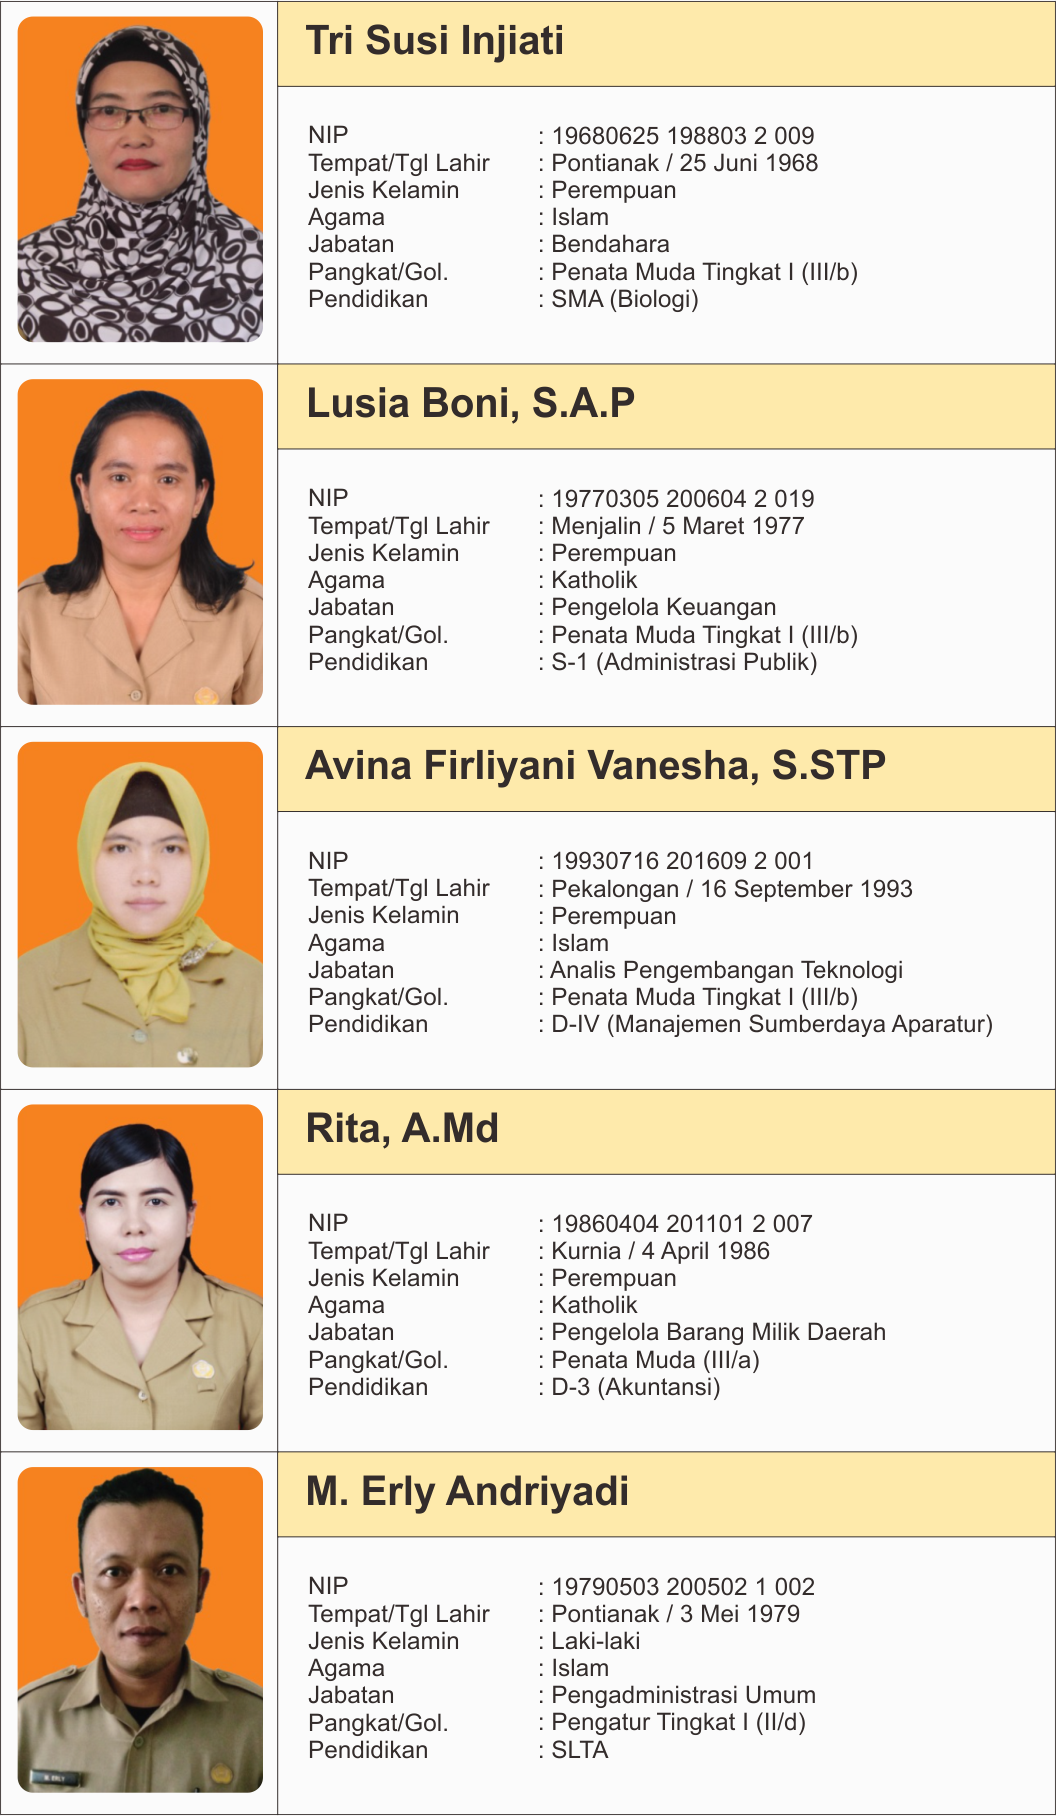 Tri Susi Injiati
NIP : 19680625 198803 2 009
Tempat/Tgl Lahir : Pontianak / 25 Juni 1968
Jenis Kelamin : Perempuan
Agama : Islam
Jabatan : Bendahara
Pangkat/Gol. : Penata Muda Tingkat I (III/b)
Pendidikan : SMA (Biologi)
Lusia Boni, S.A.P
NIP : 19770305 200604 2 019
Tempat/Tgl Lahir : Menjalin / 5 Maret 1977
Jenis Kelamin : Perempuan
Agama : Katholik
Jabatan : Pengelola Keuangan
Pangkat/Gol. : Penata Muda Tingkat I (III/b)
Pendidikan : S-1 (Administrasi Publik)
Avina Firliyani Vanesha, S.STP
NIP : 19930716 201609 2 001
Tempat/Tgl Lahir : Pekalongan / 16 September 1993
Jenis Kelamin : Perempuan
Agama : Islam
Jabatan : Analis Pengembangan Teknologi
Pangkat/Gol. : Penata Muda Tingkat I (III/b)
Pendidikan : D-IV (Manajemen Sumberdaya Aparatur)
Rita, A.Md
NIP : 19860404 201101 2 007
Tempat/Tgl Lahir : Kurnia / 4 April 1986
Jenis Kelamin : Perempuan
Agama : Katholik
Jabatan : Pengelola Barang Milik Daerah
Pangkat/Gol. : Penata Muda (III/a)
Pendidikan : D-3 (Akuntansi)
M. Erly Andriyadi
NIP : 19790503 200502 1 002
Tempat/Tgl Lahir : Pontianak / 3 Mei 1979
Jenis Kelamin : Laki-laki
Agama : Islam
Jabatan : Pengadministrasi Umum
Pangkat/Gol. : Pengatur Tingkat I (II/d)
Pendidikan : SLTA
M. ERLY